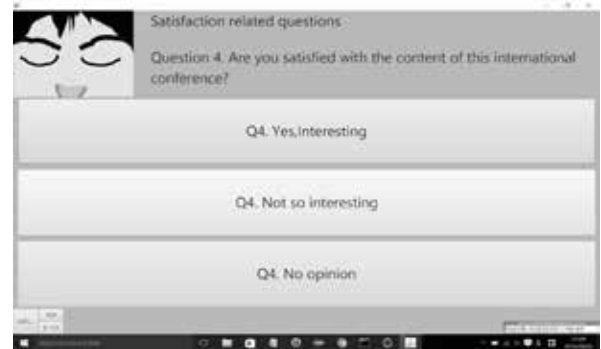 Satisfaction related questions
Question 4. Are you satisfied with the content of this international
conference?
Q4. Yes,Interesting
Q4. Not so interesting
Q4. No opinion